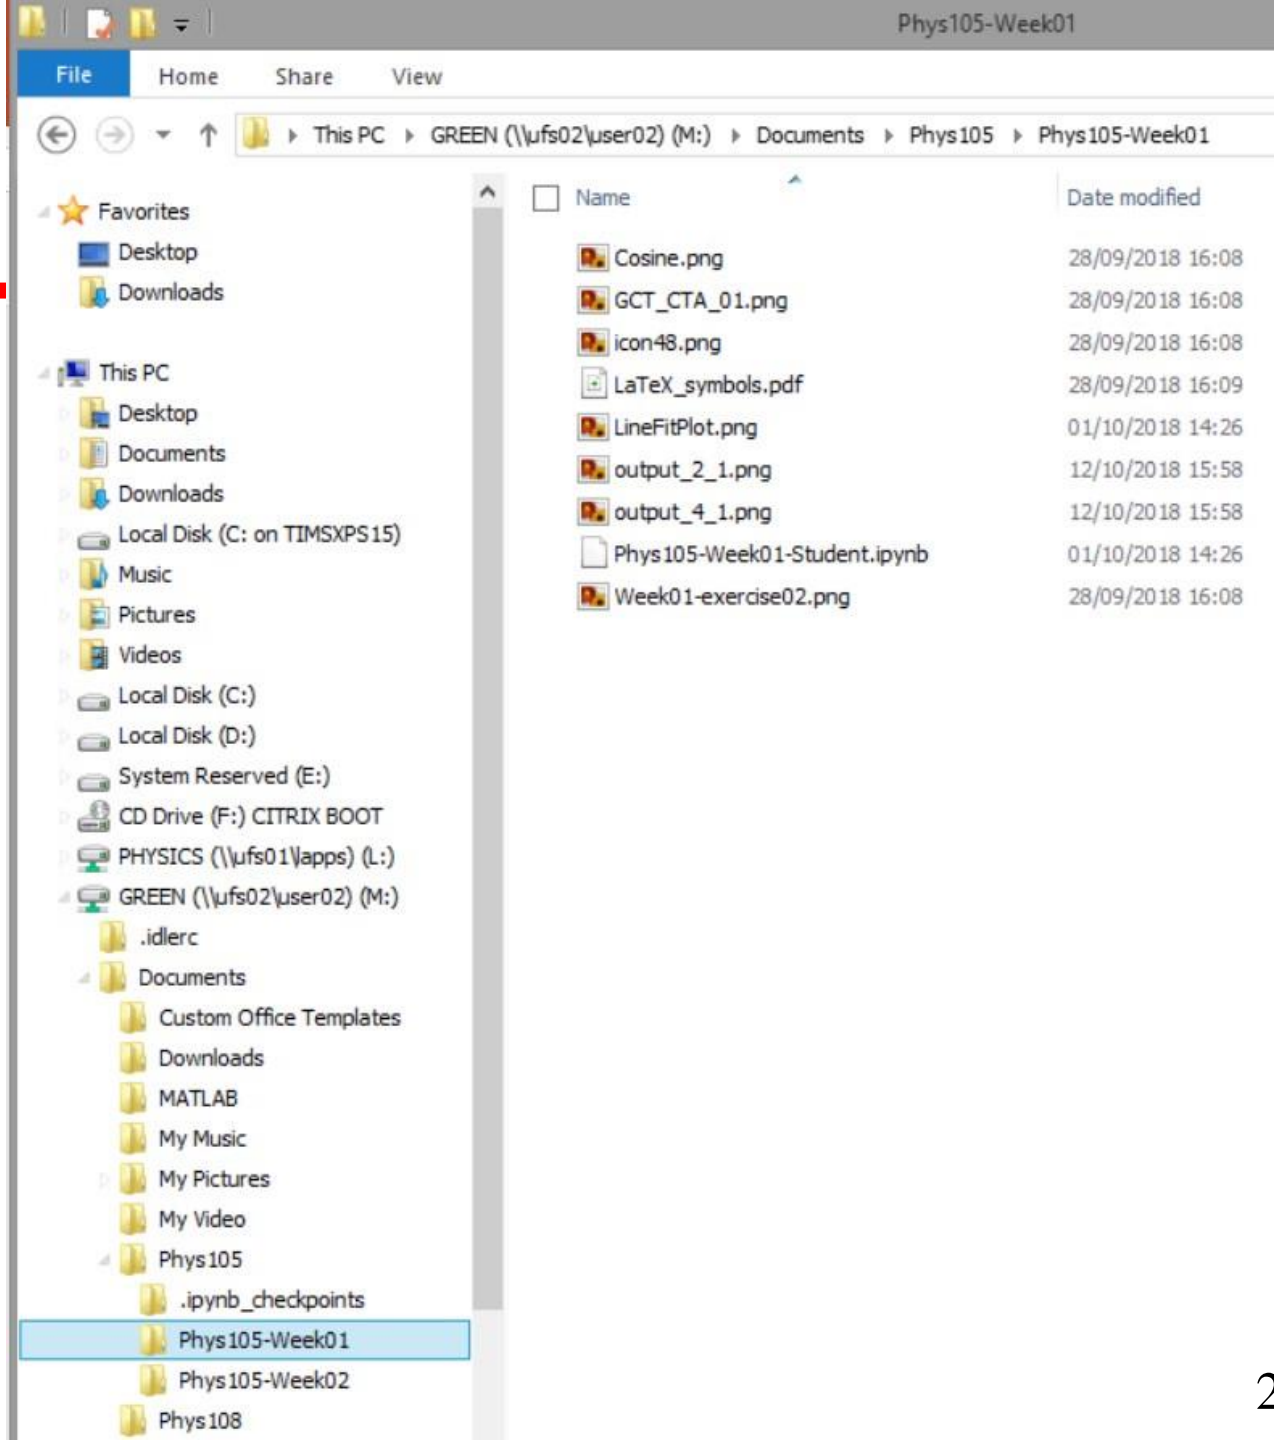 Phys105-Week01
File Home Share View
This PC GREEN (\\ufs02\user02) (M:) Documents Phys105 Phys105-Week01
Favorites
Desktop
Downloads
This PC
Desktop
Documents
Downloads
Local Disk (C: on TIMSXPS15)
Music
Pictures
Videos
Local Disk (C:)
Local Disk (D:)
System Reserved (E:)
CD Drive (F:) CITRIX BOOT
PHYSICS (\\ufs01\lapps) (L:)
GREEN (\\ufs02\user02) (M:)
.idlerc
Documents
Custom Office Templates
Downloads
MATLAB
My Music
My Pictures
My Video
Phys105
.ipynb_checkpoints
Phys105-Week01
Phys105-Week02
Phys108
Name Date modified
Cosine.png 28/09/2018 16:08
GCT_CTA_01.png 28/09/2018 16:08
icon48.png 28/09/2018 16:08
LaTeX_symbols.pdf 28/09/2018 16:09
LineFitPlot.png 01/10/2018 14:26
output_2_1.png 12/10/2018 15:58
output_4_1.png 12/10/2018 15:58
Phys105-Week01-Student.ipynb 01/10/2018 14:26
Week01-exercise02.png 28/09/2018 16:08
2